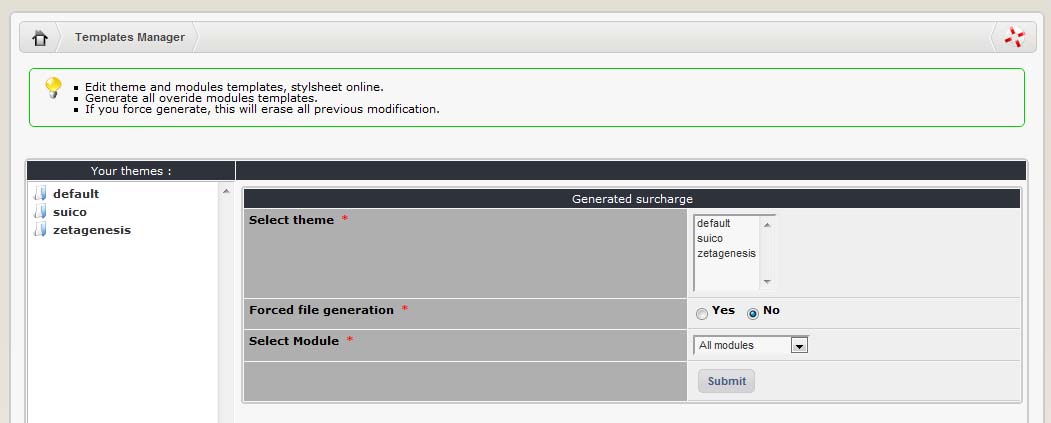 Templates Manager
Edit theme and modules templates, stylsheet online.
Generate all overide modules templates.
If you force generate, this will erase all previous modification.
Your themes :
default
suico
zetagenesis
Generated surcharge
Select theme *
default
suico
zetagenesis
Forced file generation *
Yes No
Select Module *
All modules
Submit